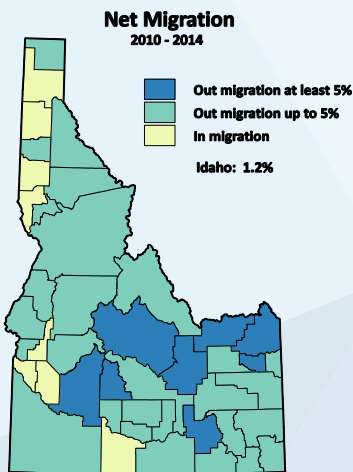 Net Migration
2010 - 2014
Out migration at least 5%
Out migration up to 5%
In migration
Idaho: 1.2%